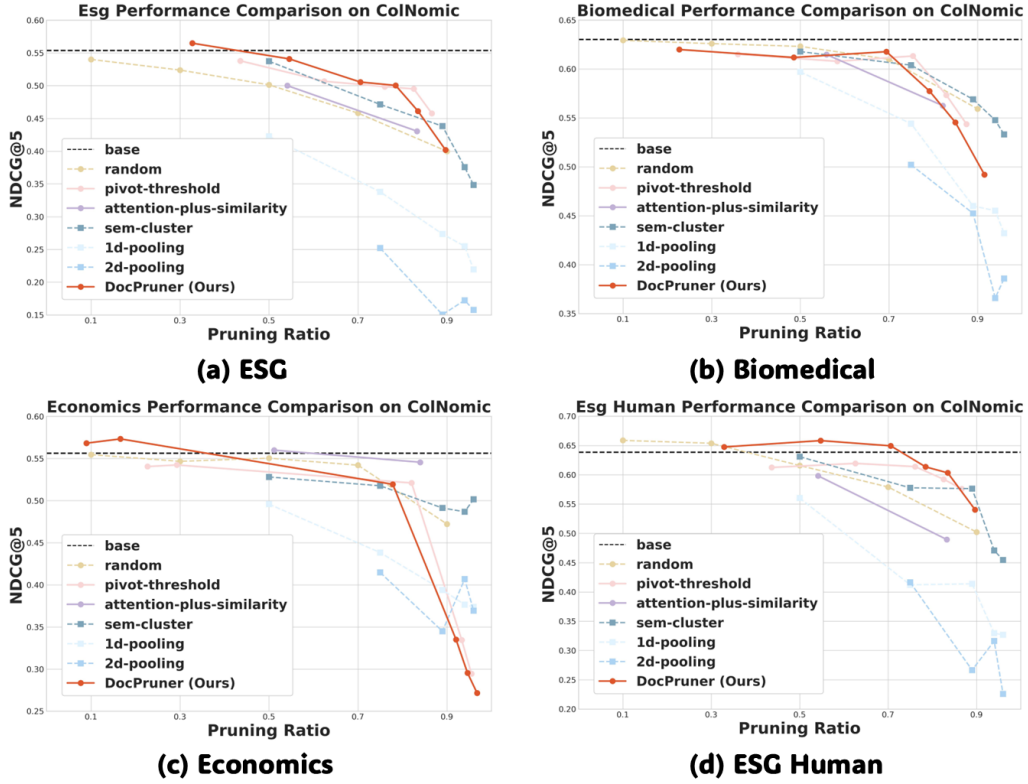 Esg Performance Comparison on ColNomic
0.60
0.55
0.50
0.45
0.40
0.35
0.30
0.25
0.20
0.15
NDCG@5
base
random
pivot-threshold
attention-plus-similarity
sem-cluster
1d-pooling
2d-pooling
DocPruner (Ours)
0.1 0.3 0.5 0.7 0.9
Pruning Ratio
(a) ESG
Biomedical Performance Comparison on ColNomic
0.65
0.60
0.55
0.50
0.45
0.40
0.35
NDCG@5
base
random
pivot-threshold
attention-plus-similarity
sem-cluster
1d-pooling
2d-pooling
DocPruner (Ours)
0.1 0.3 0.5 0.7 0.9
Pruning Ratio
(b) Biomedical
Economics Performance Comparison on ColNomic
0.60
0.55
0.50
0.45
0.40
0.35
0.30
0.25
NDCG@5
base
random
pivot-threshold
attention-plus-similarity
sem-cluster
1d-pooling
2d-pooling
DocPruner (Ours)
0.1 0.3 0.5 0.7 0.9
Pruning Ratio
(c) Economics
Esg Human Performance Comparison on ColNomic
0.70
0.65
0.60
0.55
0.50
0.45
0.40
0.35
0.30
0.25
0.20
NDCG@5
base
random
pivot-threshold
attention-plus-similarity
sem-cluster
1d-pooling
2d-pooling
DocPruner (Ours)
0.1 0.3 0.5 0.7 0.9
Pruning Ratio
(d) ESG Human